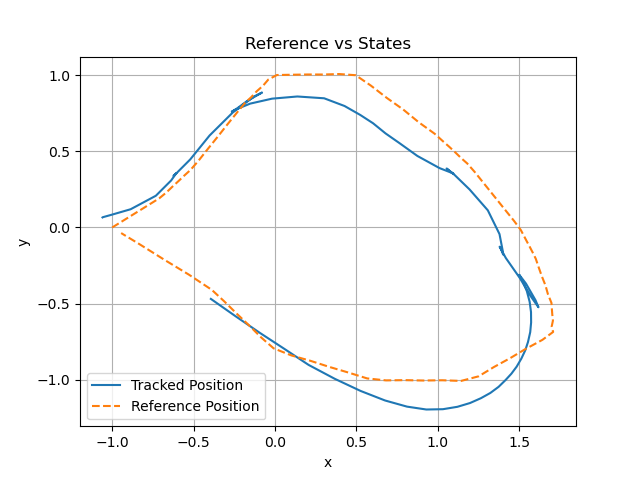 Reference vs States
1.0
0.5
0.0
−0.5
−1.0
y
Tracked Position
Reference Position
−1.0 −0.5 0.0 0.5 1.0 1.5
x